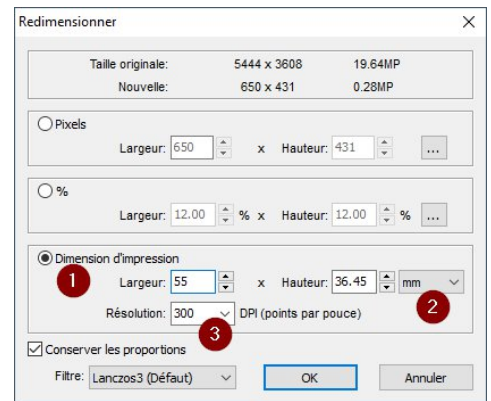 Redimensionner
Taille originale: 5444 x 3608 19.64MP
Nouvelle: 650 x 431 0.28MP
Pixels
Largeur: 650 x Hauteur: 431 ...
%
Largeur: 12.00 % x Hauteur: 12.00 % ...
Dimension d'impression
1 Largeur: 55 x Hauteur: 36.45 mm
2
Résolution: 300 DPI (points par pouce)
3
Conserver les proportions
Filtre: Lanczos3 (Défaut) OK Annuler